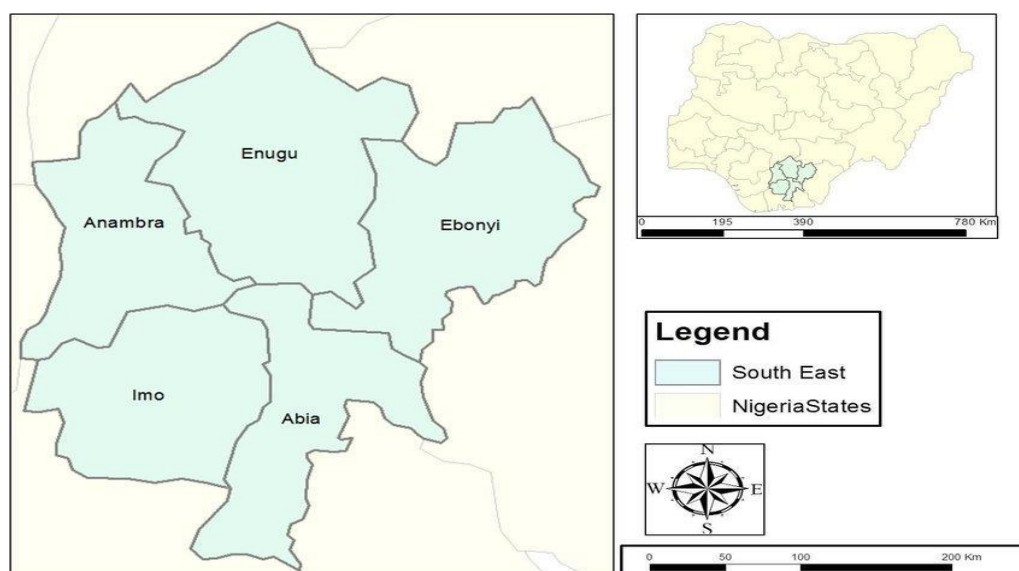 Enugu
Anambra
Ebonyi
Imo
Abia
0 195 390 780 Km
Legend
South East
NigeriaStates
N
W E
S
0 50 100 200 Km